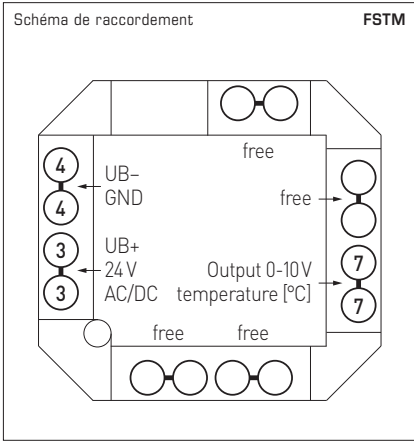 Schéma de raccordement FSTM
free
4 UB–
GND
4
free
3 UB+
24 V
3 AC/DC
Output 0-10 V 7
temperature [°C]
7
free free